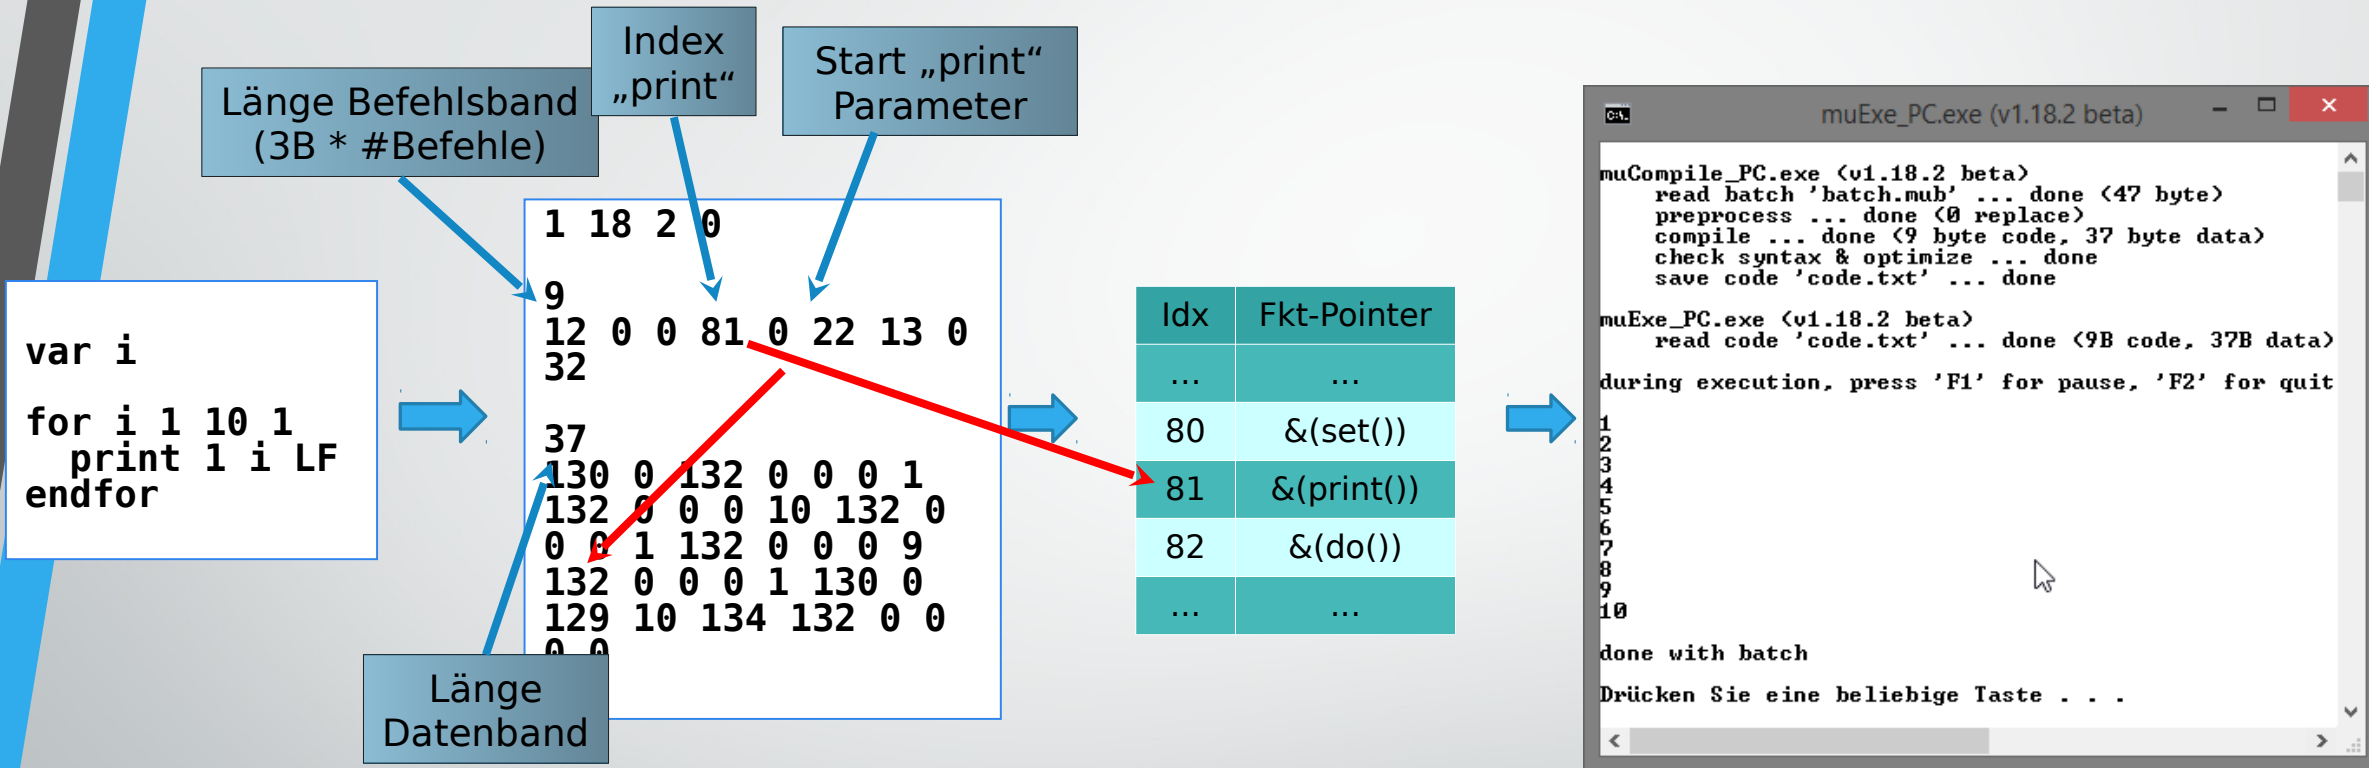 Länge Befehlsband
(3B * #Befehle)
Index
„print“
Start „print“
Parameter
var i
for i 1 10 1
print 1 i LF
endfor
1 18 2 0
9
12 0 0 81 0 22 13 0
32
37
130 0 132 0 0 0 1
132 0 0 0 10 132 0
0 0 1 132 0 0 0 9
132 0 0 0 1 130 0
129 10 134 132 0 0
0 0
Länge
Datenband
Idx Fkt-Pointer
... ...
80 &(set())
81 &(print())
82 &(do())
... ...
muExe_PC.exe (v1.18.2 beta)
muCompile_PC.exe (v1.18.2 beta)
read batch 'batch.mub' ... done (47 byte)
preprocess ... done (0 replace)
compile ... done (9 byte code, 37 byte data)
check syntax & optimize ... done
save code 'code.txt' ... done
muExe_PC.exe (v1.18.2 beta)
read code 'code.txt' ... done (9B code, 37B data)
during execution, press 'F1' for pause, 'F2' for quit
1
2
3
4
5
6
7
8
9
10
done with batch
Drücken Sie eine beliebige Taste . . .